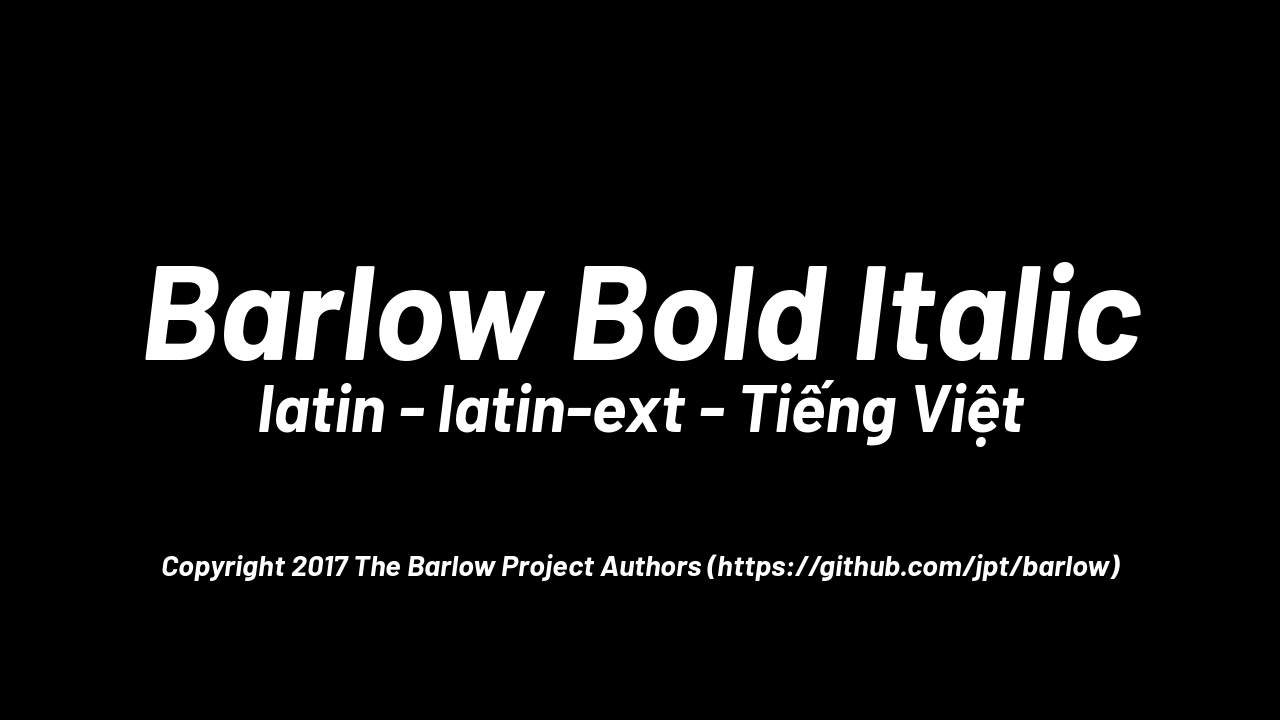 Barlow Bold Italic
latin - latin-ext - Tiếng Việt
Copyright 2017 The Barlow Project Authors (https://github.com/jpt/barlow)